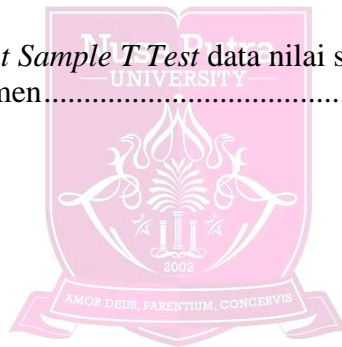 Nusa Putra
t Sample T Test data nilai s
UNIVERSITY
men
2002
AMOR DEUS, PARENTIUM, CONCERVIS